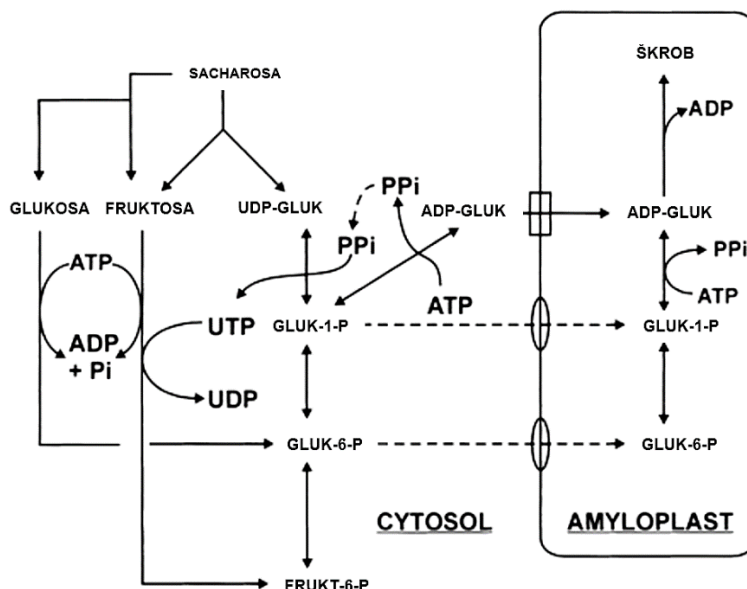 ŠKROB
SACHAROSA
ADP
PPi
GLUKOSA FRUKTOSA UDP-GLUK ADP-GLUK ADP-GLUK
PPi
PPi
ATP
ATP ATP
UTP GLUK-1-P GLUK-1-P
ADP
+ Pi
UDP
GLUK-6-P GLUK-6-P
CYTOSOL AMYLOPLAST
FRUKT-6-P